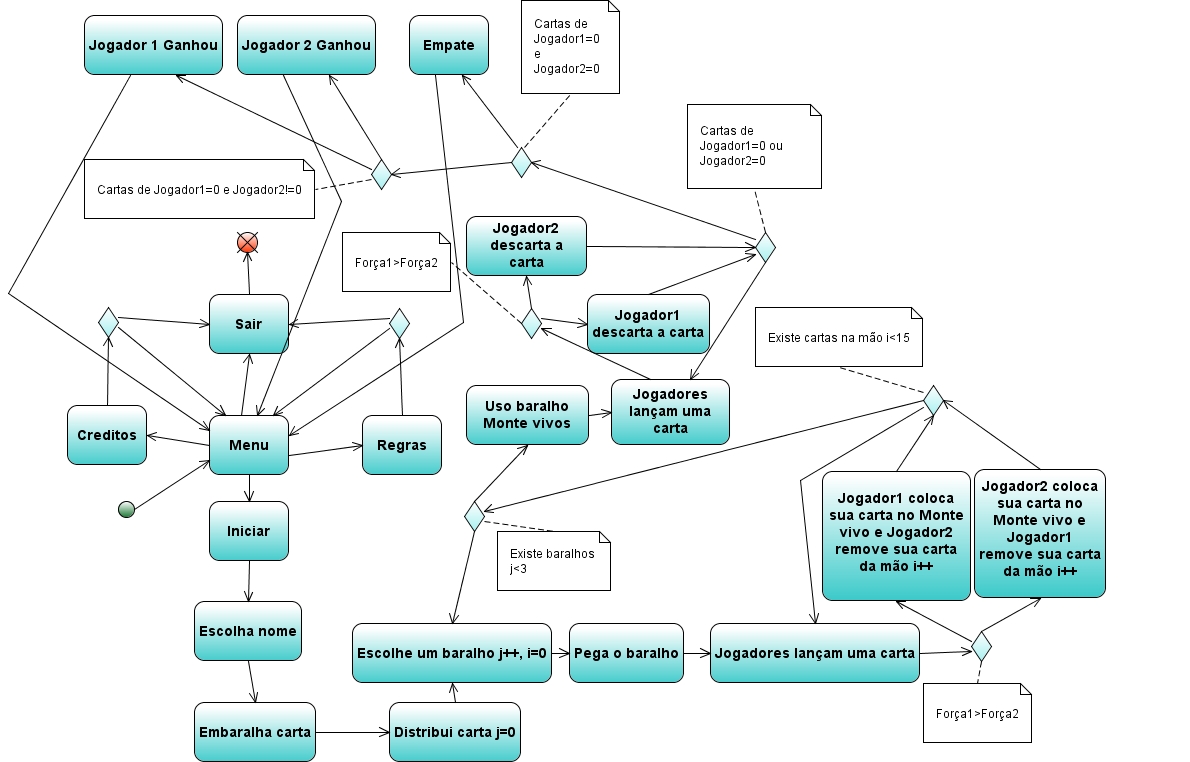 Jogador 1 Ganhou
Jogador 2 Ganhou
Empate
Cartas de
Jogador1=0
e
Jogador2=0
Cartas de
Jogador1=0 ou
Jogador2=0
Cartas de Jogador1=0 e Jogador2!=0
Jogador2
descarta a
carta
Força1>Força2
Sair
Jogador1
descarta a carta
Existe cartas na mão i<15
Creditos
Menu
Regras
Uso baralho
Monte vivos
Jogadores
lançam uma
carta
Iniciar
Existe baralhos
j<3
Jogador1 coloca
sua carta no Monte
vivo e Jogador2
remove sua carta
da mão i++
Jogador2 coloca
sua carta no
Monte vivo e
Jogador1
remove sua carta
da mão i++
Escolha nome
Escolhe um baralho j++, i=0
Pega o baralho
Jogadores lançam uma carta
Força1>Força2
Embaralha carta
Distribui carta j=0